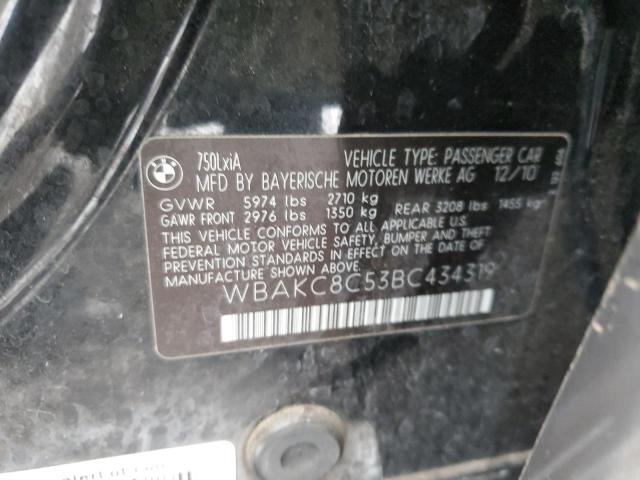 BMW
750LxiA VEHICLE TYPE: PASSENGER CAR
MFD BY BAYERISCHE MOTOREN WERKE AG 12/10
GVWR 5974 lbs 2710 kg
GAWR FRONT 2976 lbs 1350 kg REAR 3208 lbs 1455 kg
THIS VEHICLE CONFORMS TO ALL APPLICABLE U.S.
FEDERAL MOTOR VEHICLE SAFETY, BUMPER AND THEFT
PREVENTION STANDARDS IN EFFECT ON THE DATE OF
MANUFACTURE SHOWN ABOVE.
WBAKC8C53BC434319